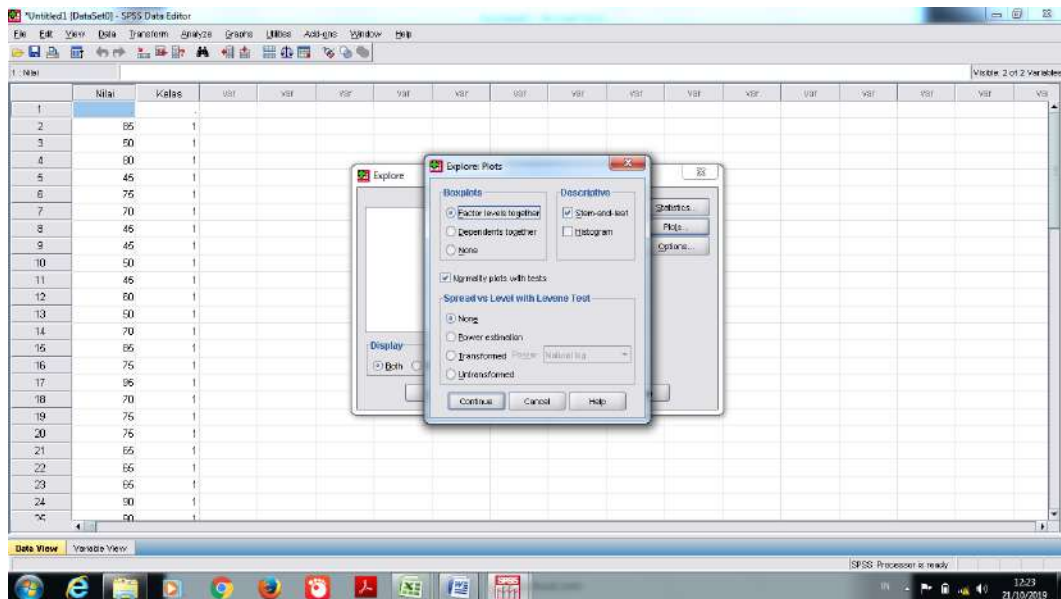 *Untitled1 [DataSet0] - SPSS Data Editor
File Edit View Data Transform Analyze Graphs Utilities Add-ons Window Help
1 : Nilai
Visible: 2 of 2 Variables
Nilai Kelas var var var var var var var var var var var var var var
1 .
2 1
3 50 1
4 80 1
5 45 1
6 75 1
7 70 1
8 45 1
9 45 1
10 50 1
11 45 1
12 60 1
13 50 1
14 70 1
15 1
16 75 1
17 1
18 70 1
19 75 1
20 75 1
21 65 1
22 65 1
23 65 1
24 90 1
Explore
Statistics...
Plots...
Options...
Display
Both
Explore: Plots
Boxplots
Factor levels together
Dependents together
None
Descriptive
Stem-and-leaf
Histogram
Normality plots with tests
Spread vs Level with Levene Test
None
Power estimation
Transformed Power: Natural log
Untransformed
Continue Cancel Help
Data View Variable View
SPSS Processor is ready
SPSS
IN
12:23
21/10/2019